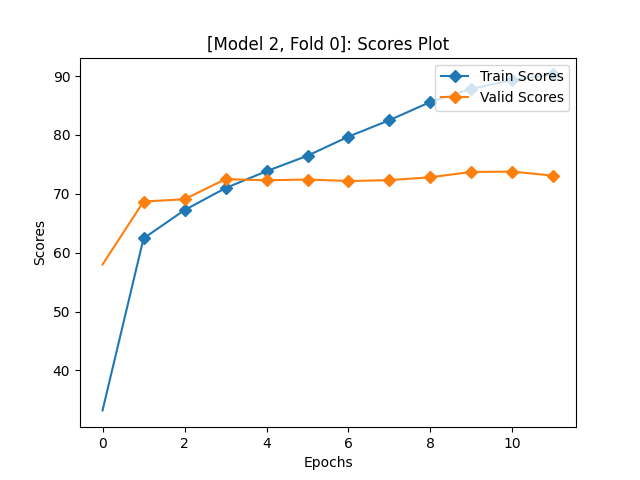 [Model 2, Fold 0]: Scores Plot
Train Scores
Valid Scores
90
80
70
60
50
40
Scores
0 2 4 6 8 10
Epochs